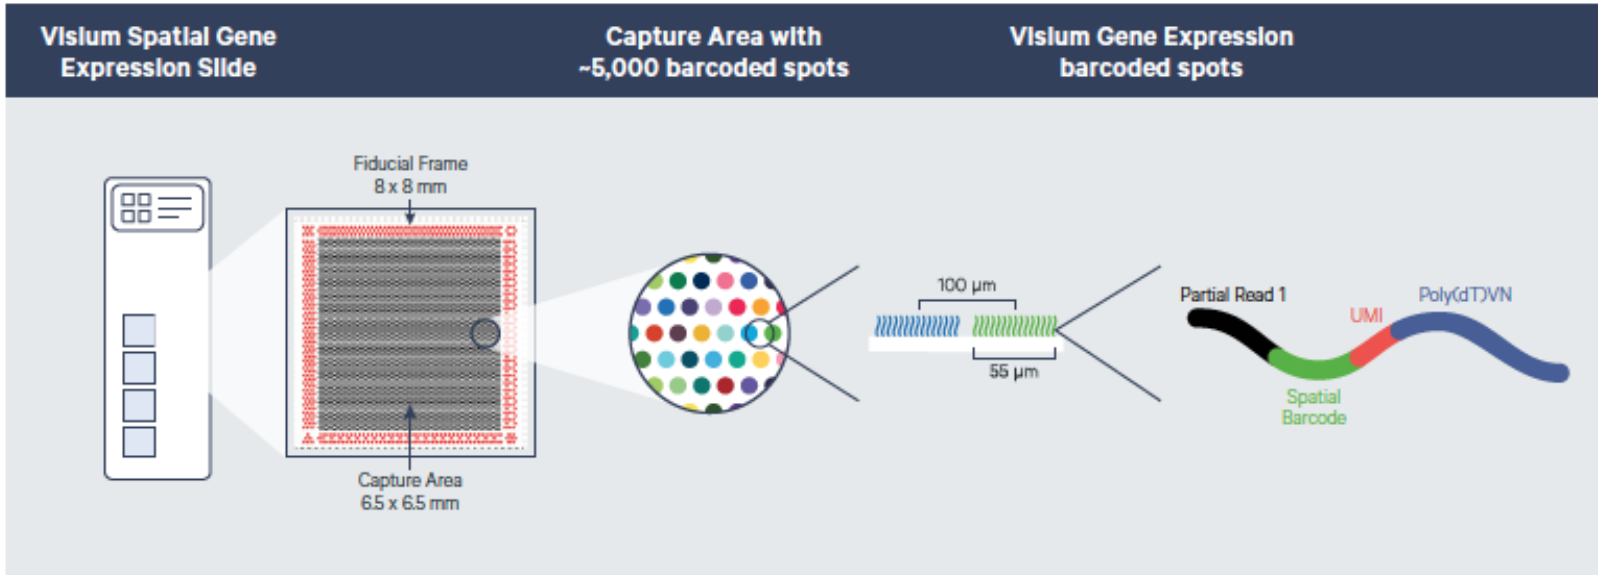 Visium Spatial Gene
Expression Slide
Capture Area with
~5,000 barcoded spots
Visium Gene Expression
barcoded spots
Fiducial Frame
8 x 8 mm
Capture Area
6.5 x 6.5 mm
100 µm
55 µm
Partial Read 1
UMI
Poly(dT)VN
Spatial
Barcode